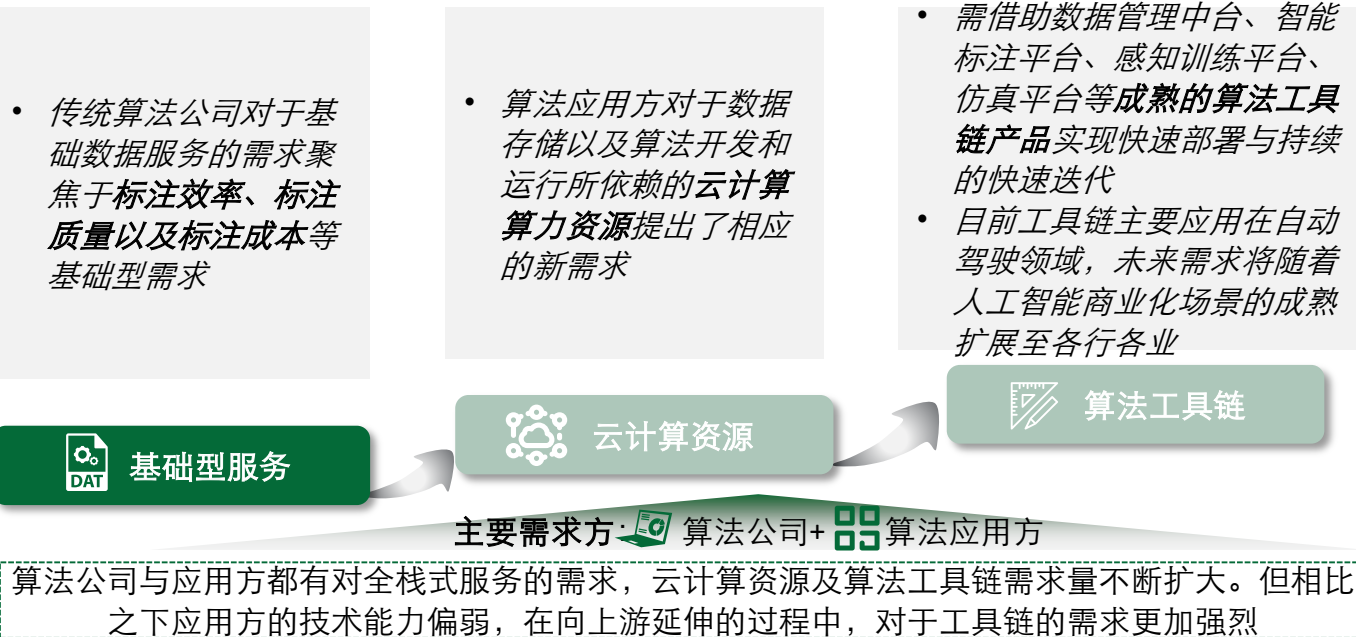 • 传统算法公司对于基
础数据服务的需求聚
焦于标注效率、标注
质量以及标注成本等
基础型需求
• 算法应用方对于数据
存储以及算法开发和
运行所依赖的云计算
算力资源提出了相应
的新需求
• 需借助数据管理中台、智能
标注平台、感知训练平台、
仿真平台等成熟的算法工具
链产品实现快速部署与持续
的快速迭代
• 目前工具链主要应用在自动
驾驶领域，未来需求将随着
人工智能商业化场景的成熟
扩展至各行各业
DAT
基础型服务
云计算资源
算法工具链
主要需求方: 算法公司+ 算法应用方
算法公司与应用方都有对全栈式服务的需求，云计算资源及算法工具链需求量不断扩大。但相比
之下应用方的技术能力偏弱，在向上游延伸的过程中，对于工具链的需求更加强烈